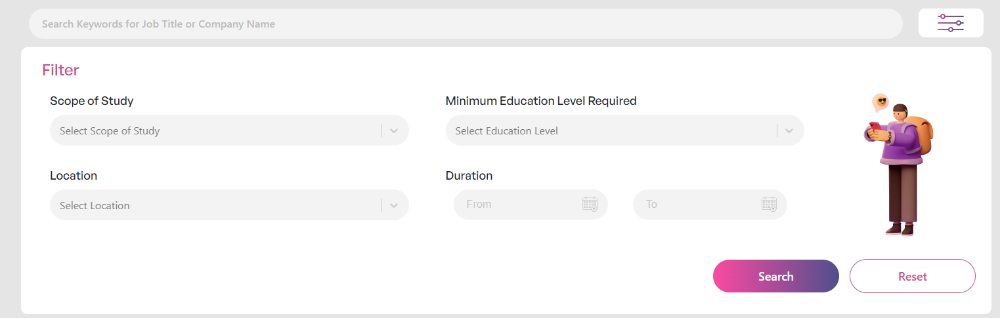 Search Keywords for Job Title or Company Name
Filter
Scope of Study
Minimum Education Level Required
Select Scope of Study
Select Education Level
Location
Duration
Select Location
From
To
Search
Reset